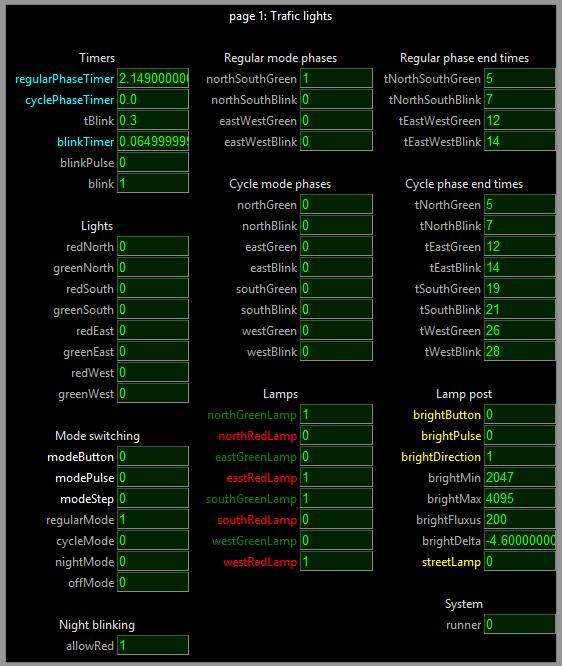 page 1: Trafic lights
Timers
regularPhaseTimer 2.149000000
cyclePhaseTimer 0.0
tBlink 0.3
blinkTimer 0.064999999
blinkPulse 0
blink 1
Lights
redNorth 0
greenNorth 0
redSouth 0
greenSouth 0
redEast 0
greenEast 0
redWest 0
greenWest 0
Mode switching
modeButton 0
modePulse 0
modeStep 0
regularMode 1
cycleMode 0
nightMode 0
offMode 0
Night blinking
allowRed 1
Regular mode phases
northSouthGreen 1
northSouthBlink 0
eastWestGreen 0
eastWestBlink 0
Cycle mode phases
northGreen 0
northBlink 0
eastGreen 0
eastBlink 0
southGreen 0
southBlink 0
westGreen 0
westBlink 0
Lamps
northGreenLamp 1
northRedLamp 0
eastGreenLamp 0
eastRedLamp 1
southGreenLamp 1
southRedLamp 0
westGreenLamp 0
westRedLamp 1
Regular phase end times
tNorthSouthGreen 5
tNorthSouthBlink 7
tEastWestGreen 12
tEastWestBlink 14
Cycle phase end times
tNorthGreen 5
tNorthBlink 7
tEastGreen 12
tEastBlink 14
tSouthGreen 19
tSouthBlink 21
tWestGreen 26
tWestBlink 28
Lamp post
brightButton 0
brightPulse 0
brightDirection 1
brightMin 2047
brightMax 4095
brightFluxus 200
brightDelta -4.60000000
streetLamp 0
System
runner 0